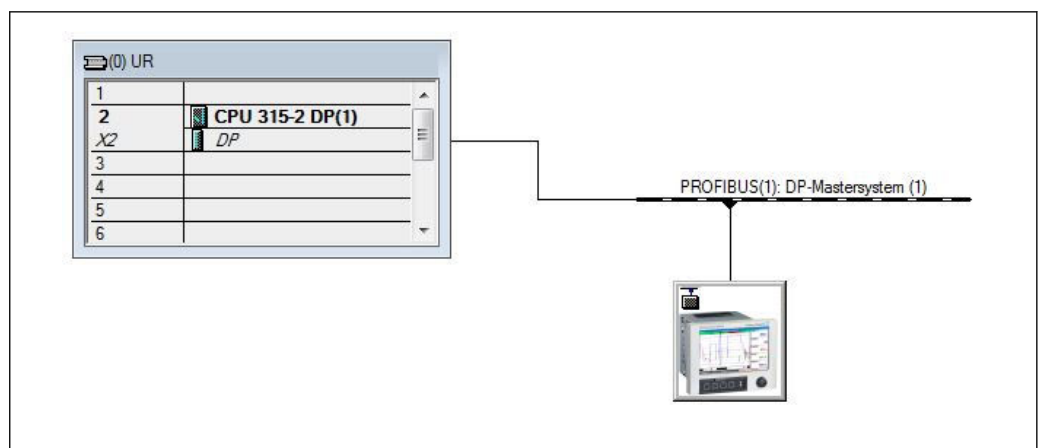 (0) UR
1
2 CPU 315-2 DP(1)
X2 DP
3
4
5
6
PROFIBUS(1): DP-Mastersystem (1)